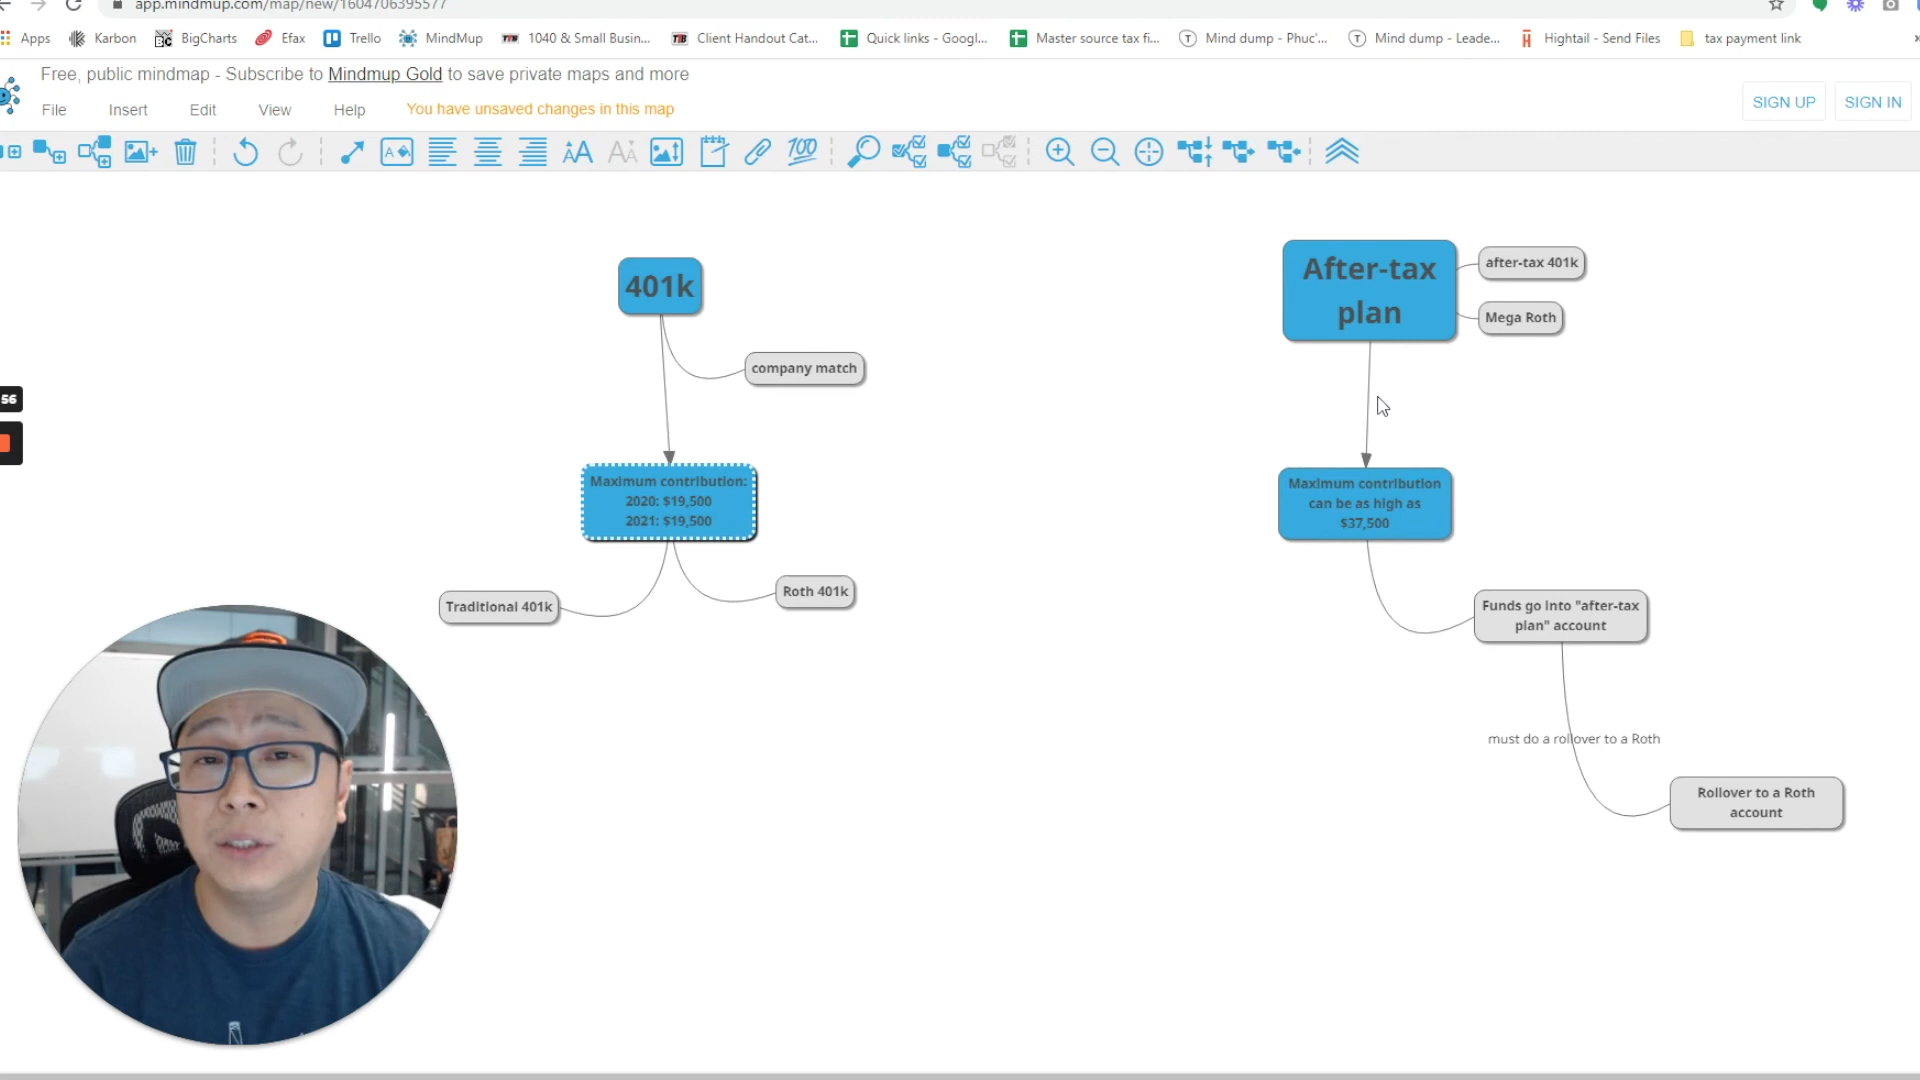 app.mindmup.com/map/new/1604706395577
Apps Karbon BigCharts Efax Trello MindMup 1040 & Small Busin... Client Handout Cat... Quick links - Googl... Master source tax fi... Mind dump - Phuc'... Mind dump - Leade... Hightail - Send Files tax payment link
Free, public mindmap - Subscribe to Mindmup Gold to save private maps and more
File Insert Edit View Help You have unsaved changes in this map
SIGN UP SIGN IN
401k
company match
Maximum contribution:
2020: $19,500
2021: $19,500
Traditional 401k
Roth 401k
After-tax
plan
after-tax 401k
Mega Roth
Maximum contribution
can be as high as
$37,500
Funds go into "after-tax
plan" account
must do a rollover to a Roth
Rollover to a Roth
account
56